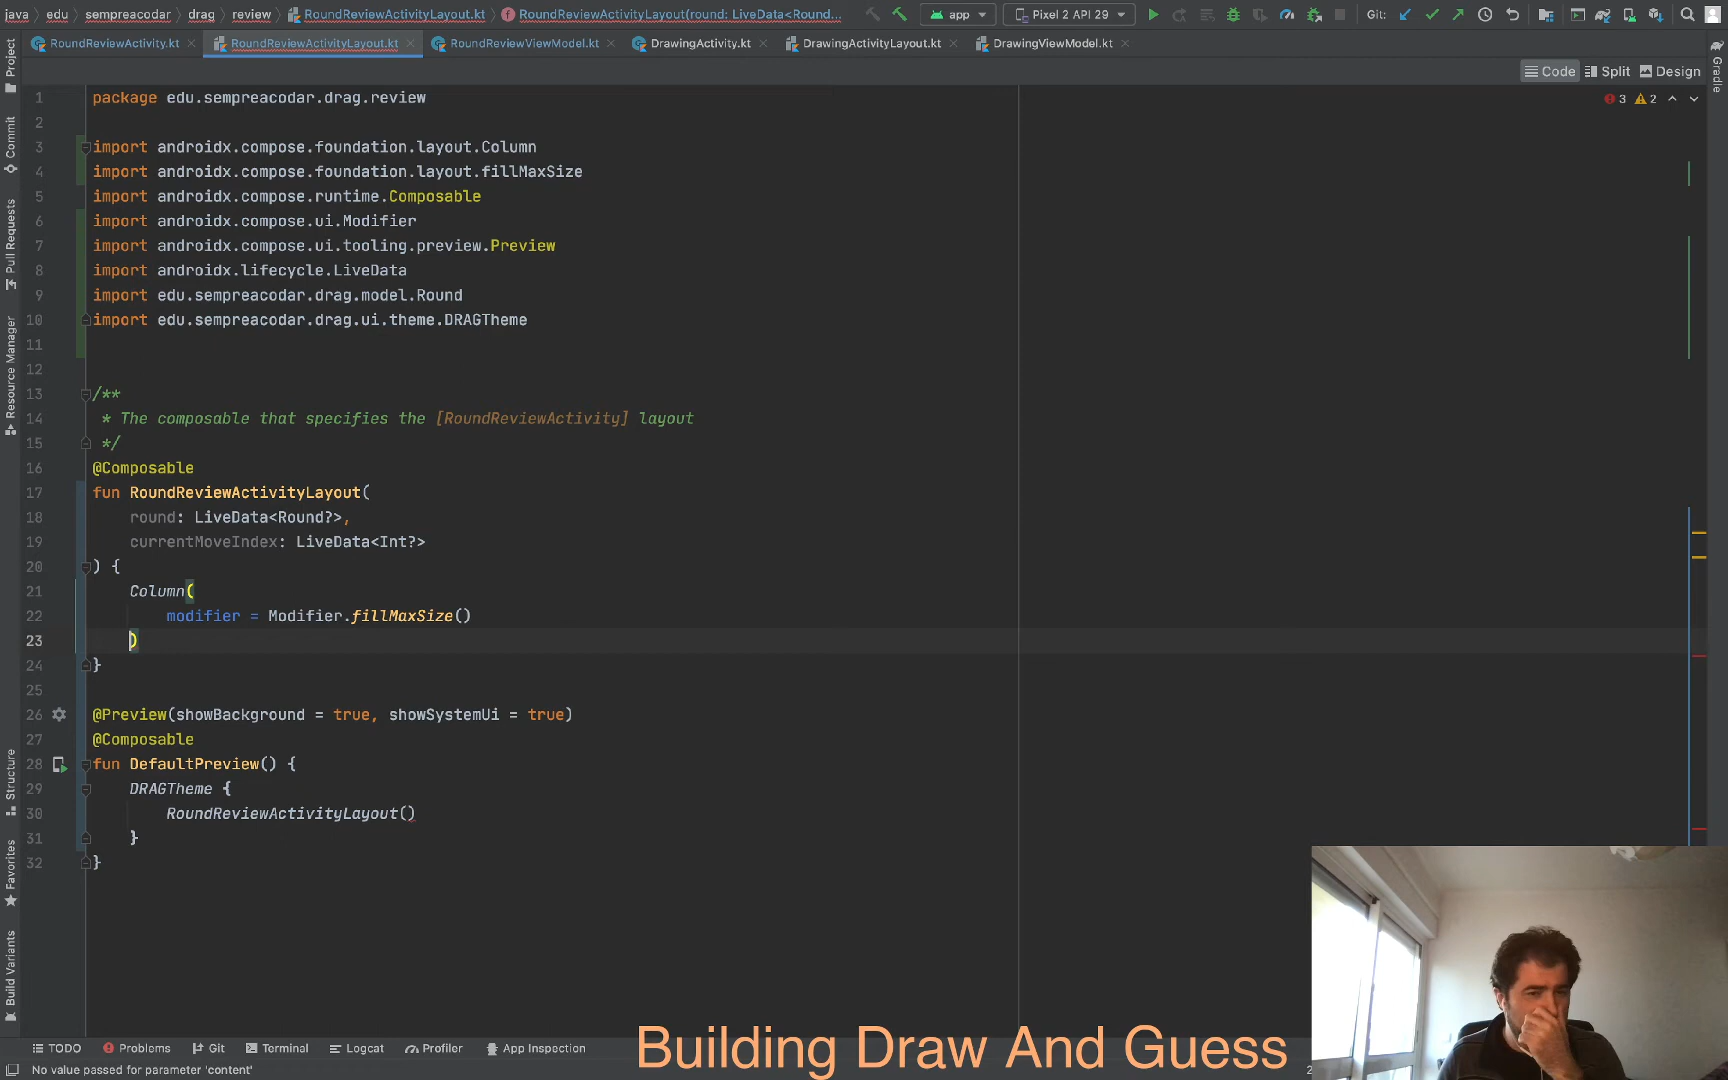 java edu sempreacodar drag review RoundReviewActivityLayout.kt RoundReviewActivityLayout(round: LiveData<Round... app Pixel 2 API 29 Git:
RoundReviewActivity.kt RoundReviewActivityLayout.kt RoundReviewViewModel.kt DrawingActivity.kt DrawingActivityLayout.kt DrawingViewModel.kt
Code Split Design
3 2
1 package edu.sempreacodar.drag.review
2
3 import androidx.compose.foundation.layout.Column
4 import androidx.compose.foundation.layout.fillMaxSize
5 import androidx.compose.runtime.Composable
6 import androidx.compose.ui.Modifier
7 import androidx.compose.ui.tooling.preview.Preview
8 import androidx.lifecycle.LiveData
9 import edu.sempreacodar.drag.model.Round
10 import edu.sempreacodar.drag.ui.theme.DRAGTheme
11
12
13 /**
14 * The composable that specifies the [RoundReviewActivity] layout
15 */
16 @Composable
17 fun RoundReviewActivityLayout(
18 round: LiveData<Round?>,
19 currentMoveIndex: LiveData<Int?>
20 ) {
21 Column(
22 modifier = Modifier.fillMaxSize()
23 )
24 }
25
26 @Preview(showBackground = true, showSystemUi = true)
27 @Composable
28 fun DefaultPreview() {
29 DRAGTheme {
30 RoundReviewActivityLayout()
31 }
32 }
Project
Commit
Pull Requests
Resource Manager
Structure
Favorites
Build Variants
Gradle
TODO Problems Git Terminal Logcat Profiler App Inspection
Building Draw And Guess
No value passed for parameter 'content'